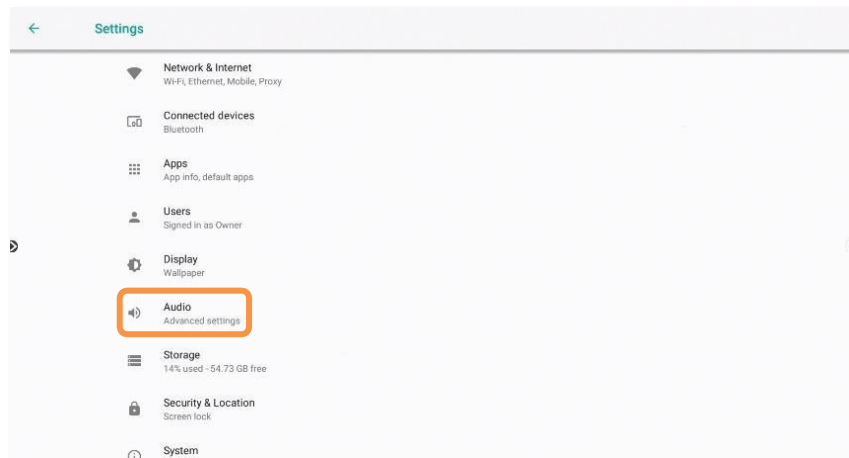 Settings
Network & Internet
Wi-Fi, Ethernet, Mobile, Proxy
Connected devices
Bluetooth
Apps
App info, default apps
Users
Signed in as Owner
Display
Wallpaper
Audio
Advanced settings
Storage
14% used - 54.73 GB free
Security & Location
Screen lock
System